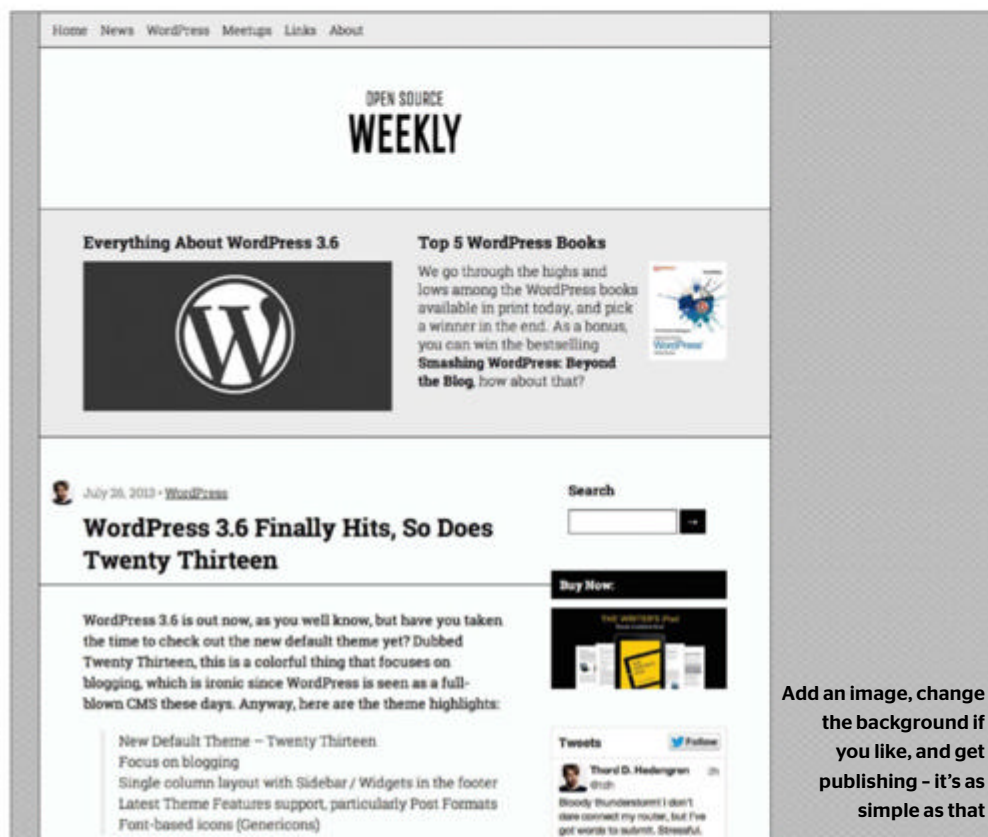 Home News WordPress Meetups Links About
OPEN SOURCE
WEEKLY
Everything About WordPress 3.6
Top 5 WordPress Books
We go through the highs and
lows among the WordPress books
available in print today, and pick
a winner in the end. As a bonus,
you can win the bestselling
Smashing WordPress: Beyond
the Blog, how about that?
WordPress
July 26, 2013 • WordPress
WordPress 3.6 Finally Hits, So Does
Twenty Thirteen
WordPress 3.6 is out now, as you well know, but have you taken
the time to check out the new default theme yet? Dubbed
Twenty Thirteen, this is a colorful thing that focuses on
blogging, which is ironic since WordPress is seen as a full-
blown CMS these days. Anyway, here are the theme highlights:
New Default Theme – Twenty Thirteen
Focus on blogging
Single column layout with Sidebar / Widgets in the footer
Latest Theme Features support, particularly Post Formats
Font-based icons (Genericons)
Search
→
Buy Now:
THE WRITER'S iPad
Tweets
Follow
Thord D. Hedengren
@tdh
Bloody thunderstorm! I don't
dare connect my router, but I've
got words to submit. Stressful.
Add an image, change
the background if
you like, and get
publishing – it's as
simple as that